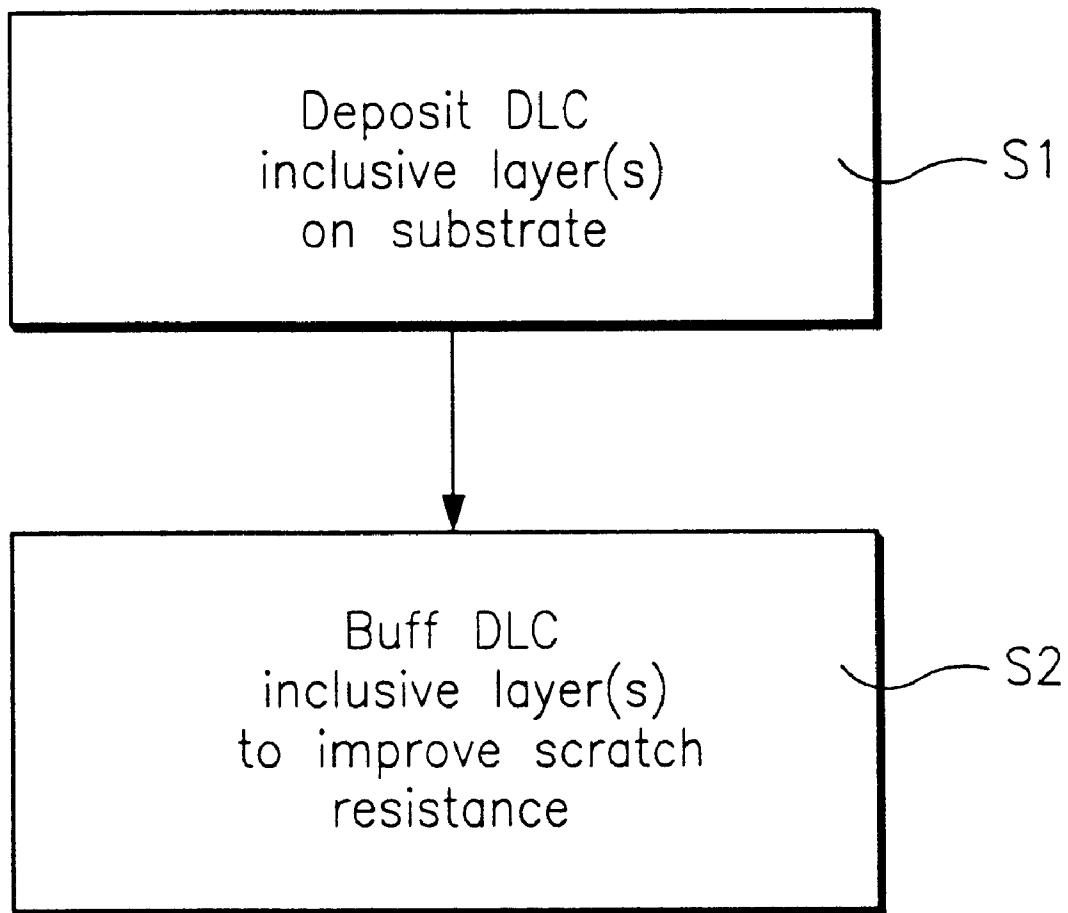 Deposit DLC
inclusive layer(s)
on substrate
S1
Buff DLC
inclusive layer(s)
to improve scratch
resistance
S2